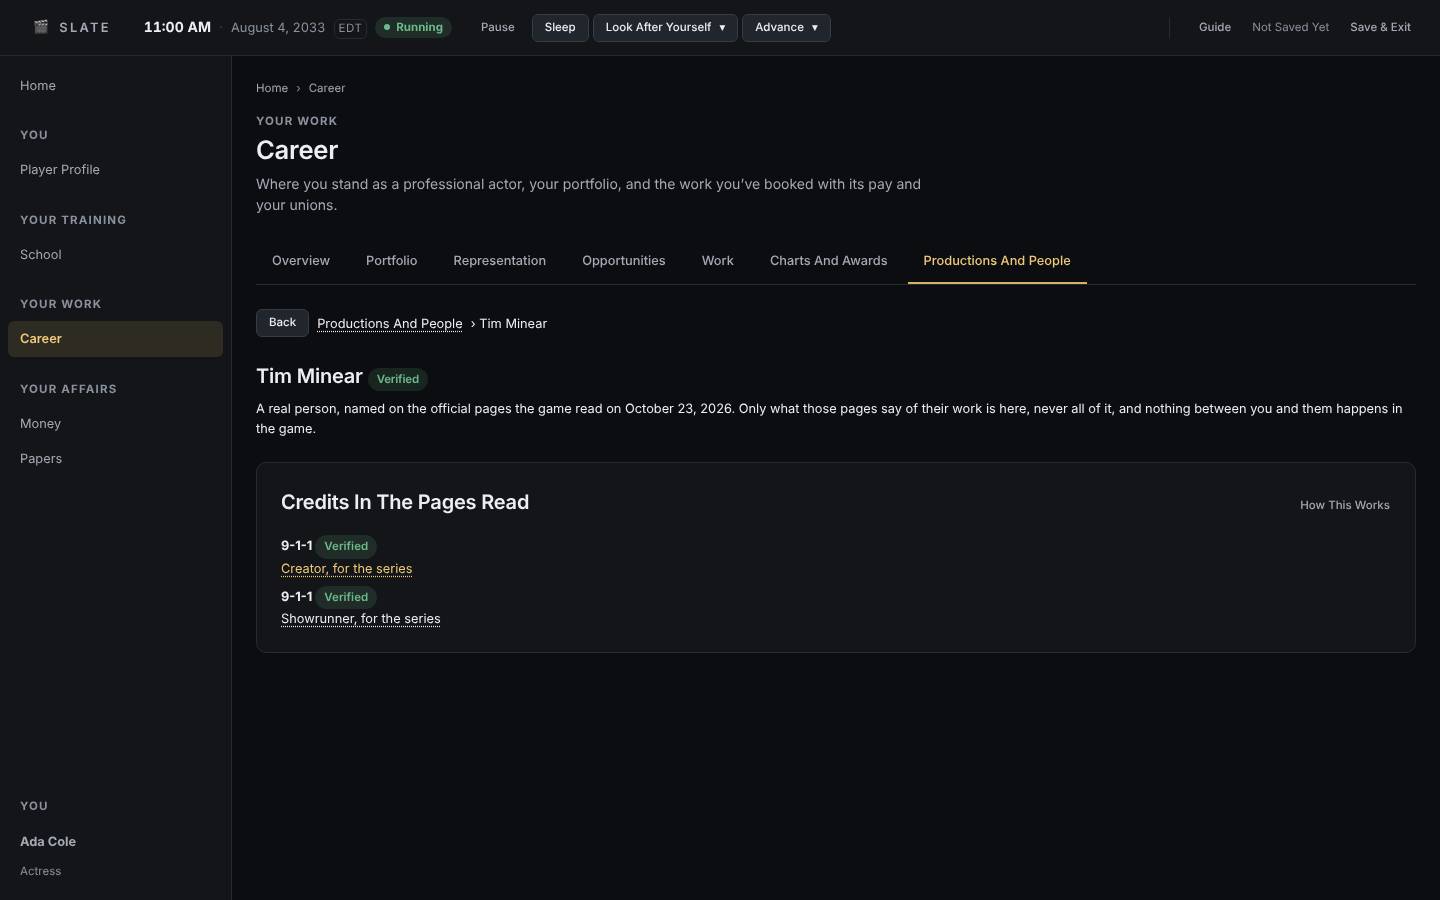 SLATE
11:00 AM · August 4, 2033 EDT Running Pause Sleep Look After Yourself ▾ Advance ▾ Guide Not Saved Yet Save & Exit
Home
YOU
Player Profile
YOUR TRAINING
School
YOUR WORK
Career
YOUR AFFAIRS
Money
Papers
YOU
Ada Cole
Actress
Home › Career
YOUR WORK
Career
Where you stand as a professional actor, your portfolio, and the work you've booked with its pay and
your unions.
Overview Portfolio Representation Opportunities Work Charts And Awards Productions And People
Back Productions And People › Tim Minear
Tim Minear Verified
A real person, named on the official pages the game read on October 23, 2026. Only what those pages say of their work is here, never all of it, and nothing between you and them happens in
the game.
Credits In The Pages Read How This Works
9-1-1 Verified
Creator, for the series
9-1-1 Verified
Showrunner, for the series